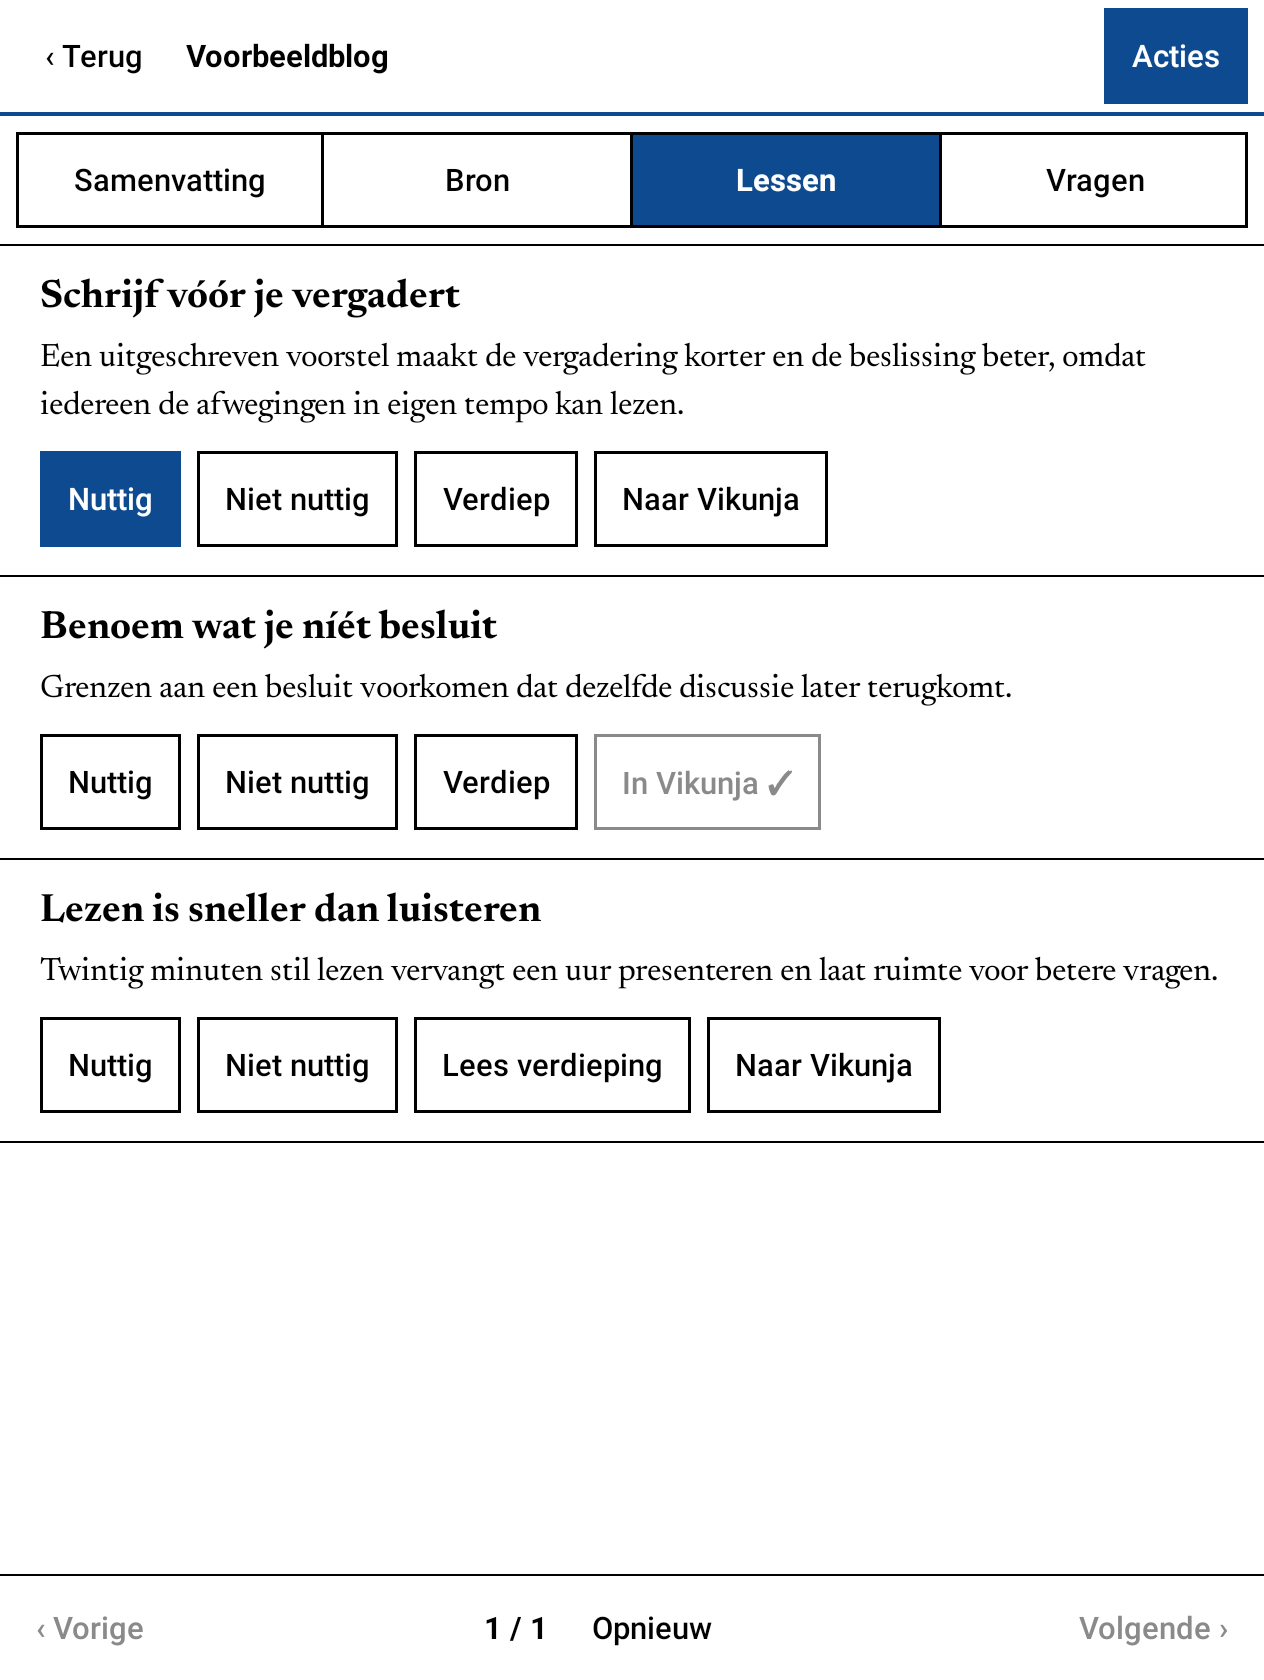 ‹ Terug Voorbeeldblog Acties
Samenvatting Bron Lessen Vragen
Schrijf vóór je vergadert
Een uitgeschreven voorstel maakt de vergadering korter en de beslissing beter, omdat
iedereen de afwegingen in eigen tempo kan lezen.
Nuttig Niet nuttig Verdiep Naar Vikunja
Benoem wat je níét besluit
Grenzen aan een besluit voorkomen dat dezelfde discussie later terugkomt.
Nuttig Niet nuttig Verdiep In Vikunja ✓
Lezen is sneller dan luisteren
Twintig minuten stil lezen vervangt een uur presenteren en laat ruimte voor betere vragen.
Nuttig Niet nuttig Lees verdieping Naar Vikunja
‹ Vorige 1 / 1 Opnieuw Volgende ›